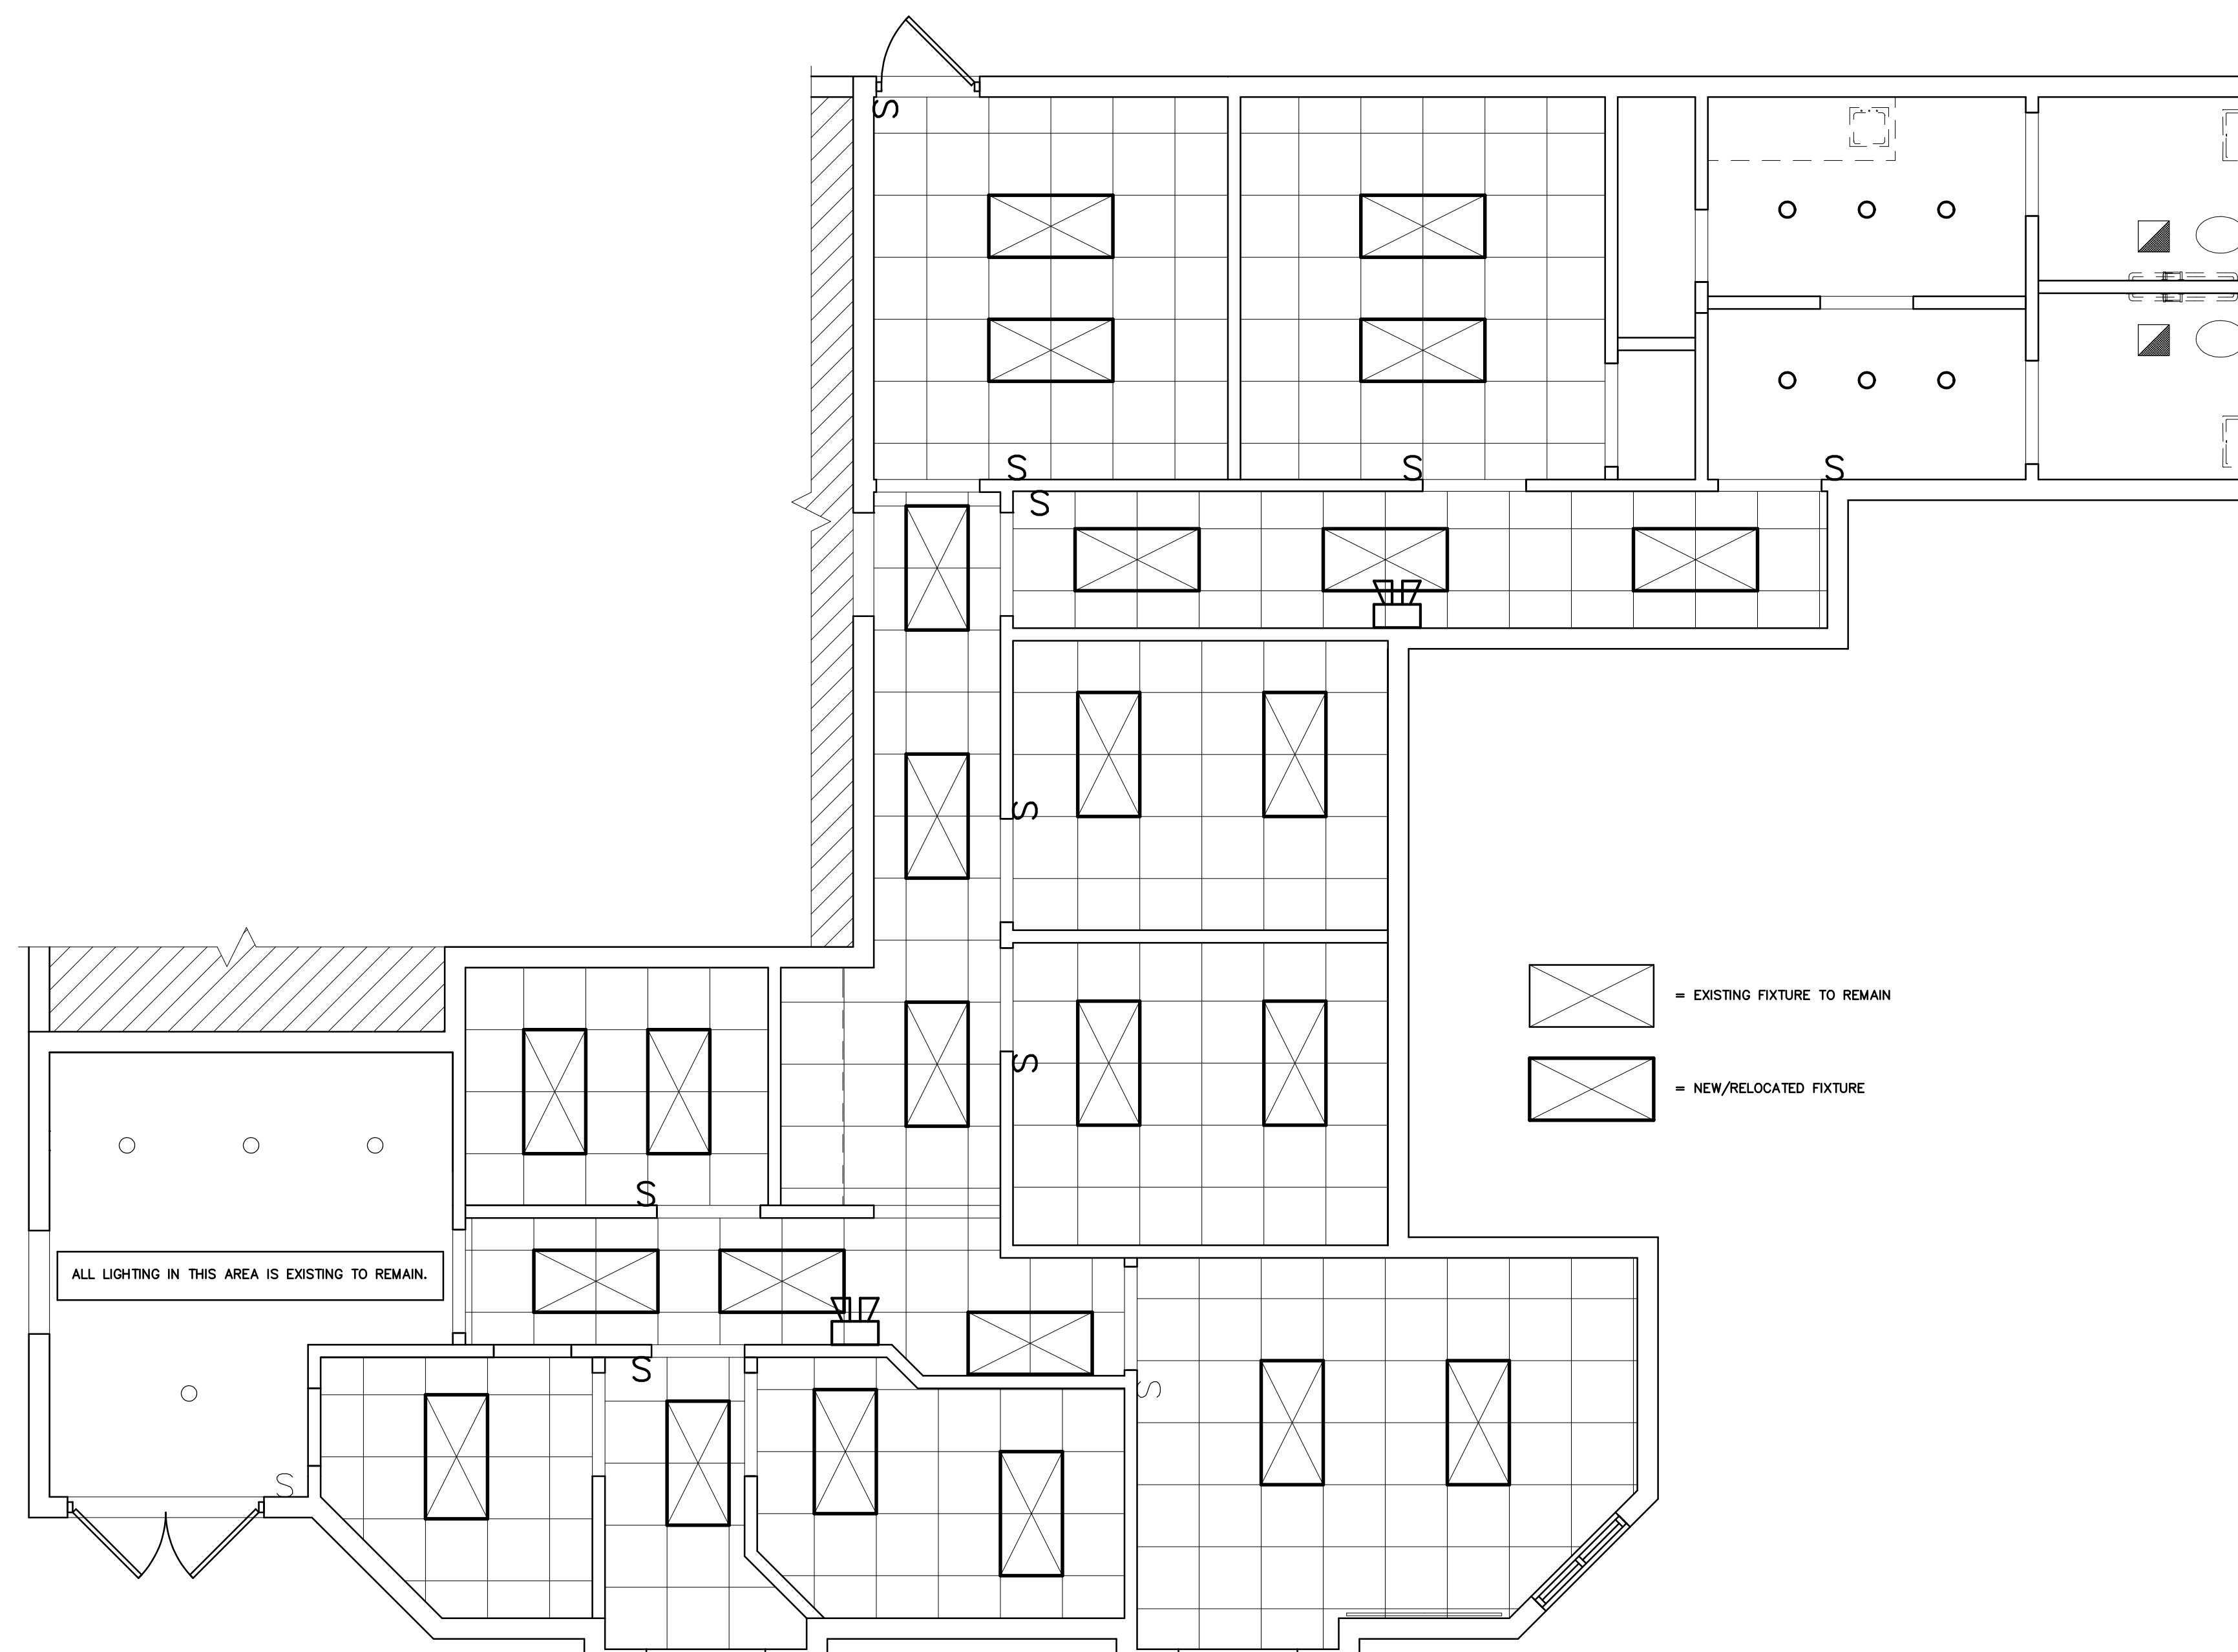 S
S
S
S
S
S
= EXISTING FIXTURE TO REMAIN
S
= NEW/RELOCATED FIXTURE
S
ALL LIGHTING IN THIS AREA IS EXISTING TO REMAIN.
S
S
S